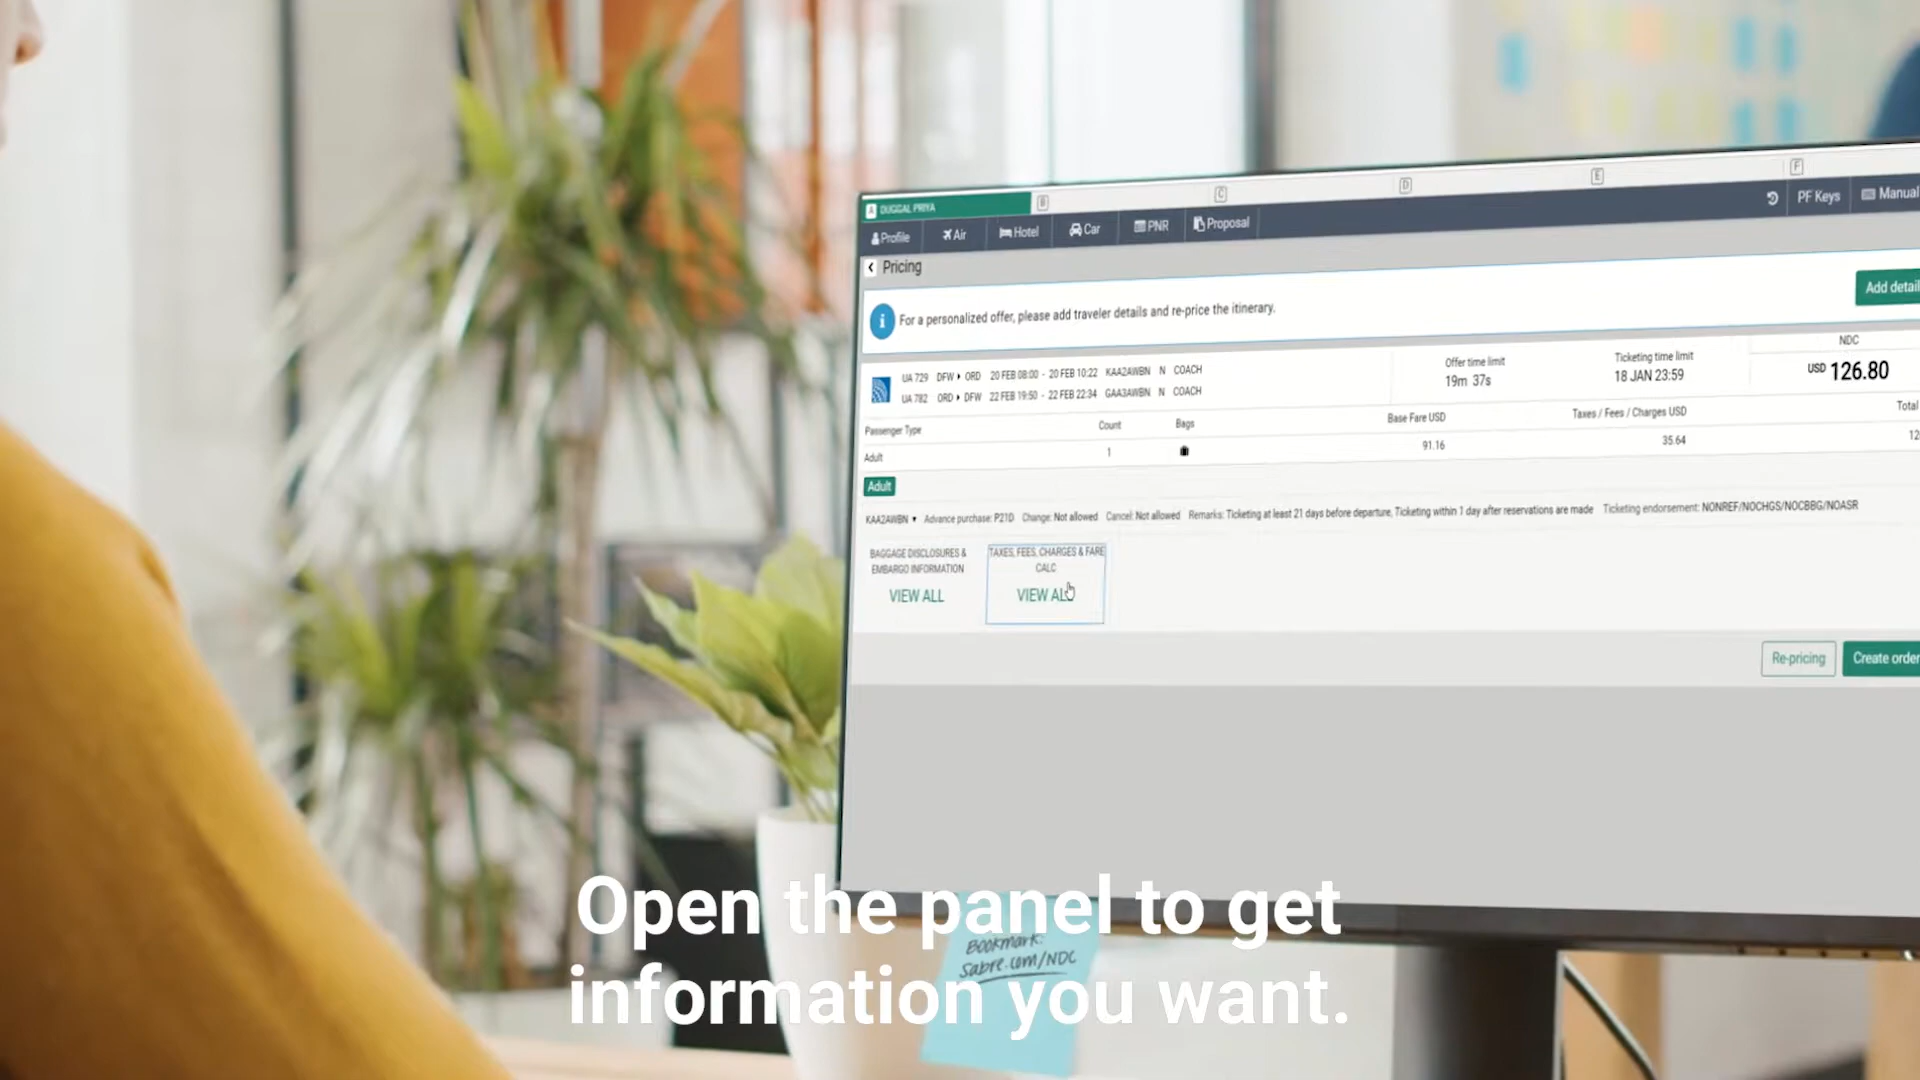 A DUGGAL PRIYA
B
C
D
E
F
Profile Air Hotel Car PNR Proposal PF Keys Manual
Pricing
For a personalized offer, please add traveler details and re-price the itinerary.
Add detail
UA 729 DFW ▸ ORD 20 FEB 08:00 - 20 FEB 10:22 KAA2AWBN N COACH
UA 782 ORD ▸ DFW 22 FEB 19:50 - 22 FEB 22:34 GAA3AWBN N COACH
Offer time limit
19m 37s
Ticketing time limit
18 JAN 23:59
NDC
USD 126.80
Passenger Type Count Bags Base Fare USD Taxes / Fees / Charges USD Total
Adult 1 91.16 35.64 12
Adult
KAA2AWBN ▾ Advance purchase: P21D Change: Not allowed Cancel: Not allowed Remarks: Ticketing at least 21 days before departure, Ticketing within 1 day after reservations are made Ticketing endorsement: NONREF/NOCHGS/NOCBBG/NOASR
BAGGAGE DISCLOSURES &
EMBARGO INFORMATION
VIEW ALL
TAXES, FEES, CHARGES & FARE
CALC
VIEW ALL
Re-pricing
Create order
Open the panel to get
information you want.
Bookmark:
Sabre.com/NDC